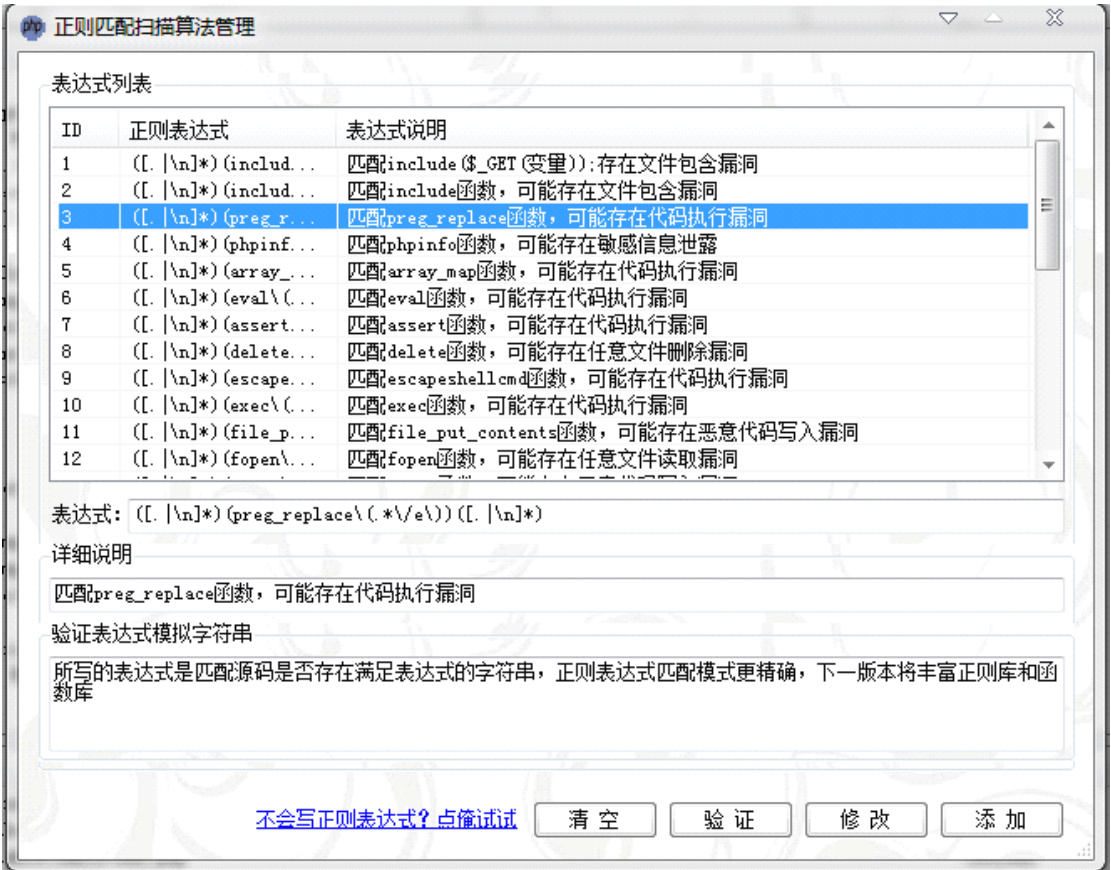 php 正则匹配扫描算法管理
表达式列表
ID 正则表达式 表达式说明
1 ([. |\n]*)(includ... 匹配include($_GET(变量));存在文件包含漏洞
2 ([. |\n]*)(includ... 匹配include函数，可能存在文件包含漏洞
3 ([. |\n]*)(preg_r... 匹配preg_replace函数，可能存在代码执行漏洞
4 ([. |\n]*)(phpinf... 匹配phpinfo函数，可能存在敏感信息泄露
5 ([. |\n]*)(array_... 匹配array_map函数，可能存在代码执行漏洞
6 ([. |\n]*)(eval\(... 匹配eval函数，可能存在代码执行漏洞
7 ([. |\n]*)(assert... 匹配assert函数，可能存在代码执行漏洞
8 ([. |\n]*)(delete... 匹配delete函数，可能存在任意文件删除漏洞
9 ([. |\n]*)(escape... 匹配escapeshellcmd函数，可能存在代码执行漏洞
10 ([. |\n]*)(exec\(... 匹配exec函数，可能存在代码执行漏洞
11 ([. |\n]*)(file_p... 匹配file_put_contents函数，可能存在恶意代码写入漏洞
12 ([. |\n]*)(fopen\... 匹配fopen函数，可能存在任意文件读取漏洞
表达式: ([. |\n]*)(preg_replace\(.*\/e\))([. |\n]*)
详细说明
匹配preg_replace函数，可能存在代码执行漏洞
验证表达式模拟字符串
所写的表达式是匹配源码是否存在满足表达式的字符串，正则表达式匹配模式更精确，下一版本将丰富正则库和函
数库
不会写正则表达式?点俺试试 清空 验证 修改 添加